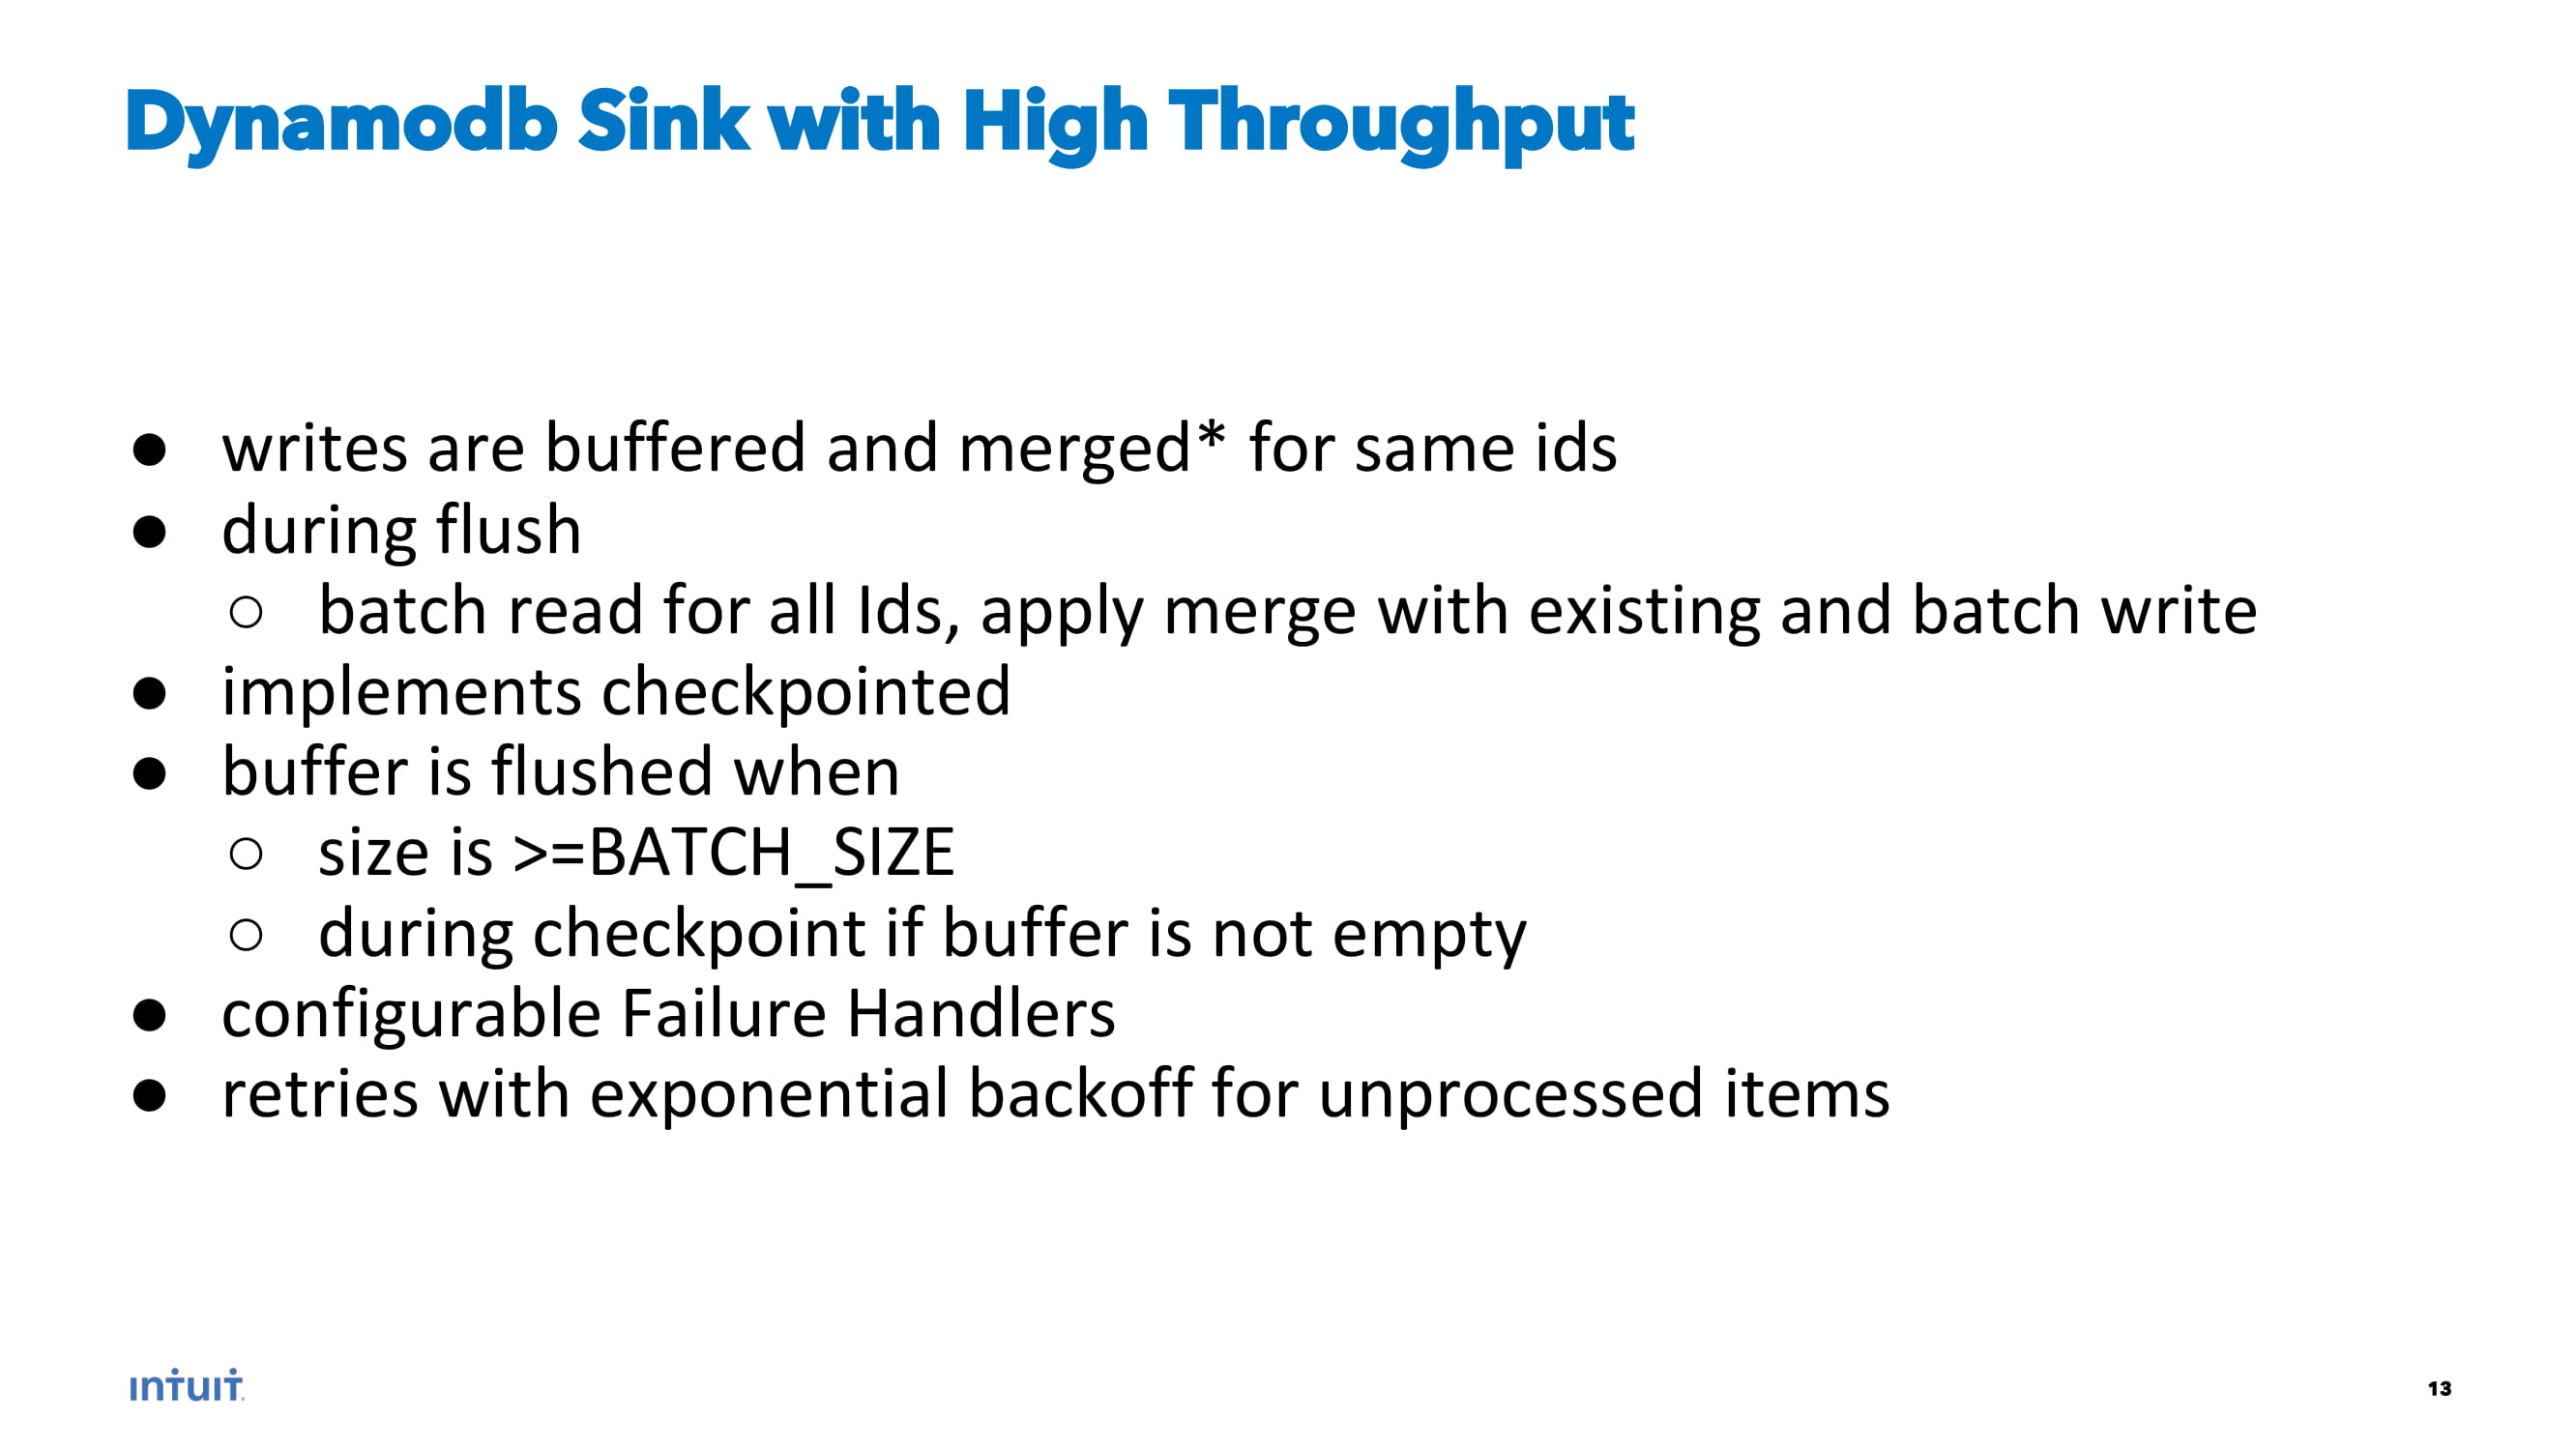 Dynamodb Sink with High Throughput
● writes are buffered and merged* for same ids
● during flush
○ batch read for all Ids, apply merge with existing and batch write
● implements checkpointed
● buffer is flushed when
○ size is >=BATCH_SIZE
○ during checkpoint if buffer is not empty
● configurable Failure Handlers
● retries with exponential backoff for unprocessed items
intuit.
13